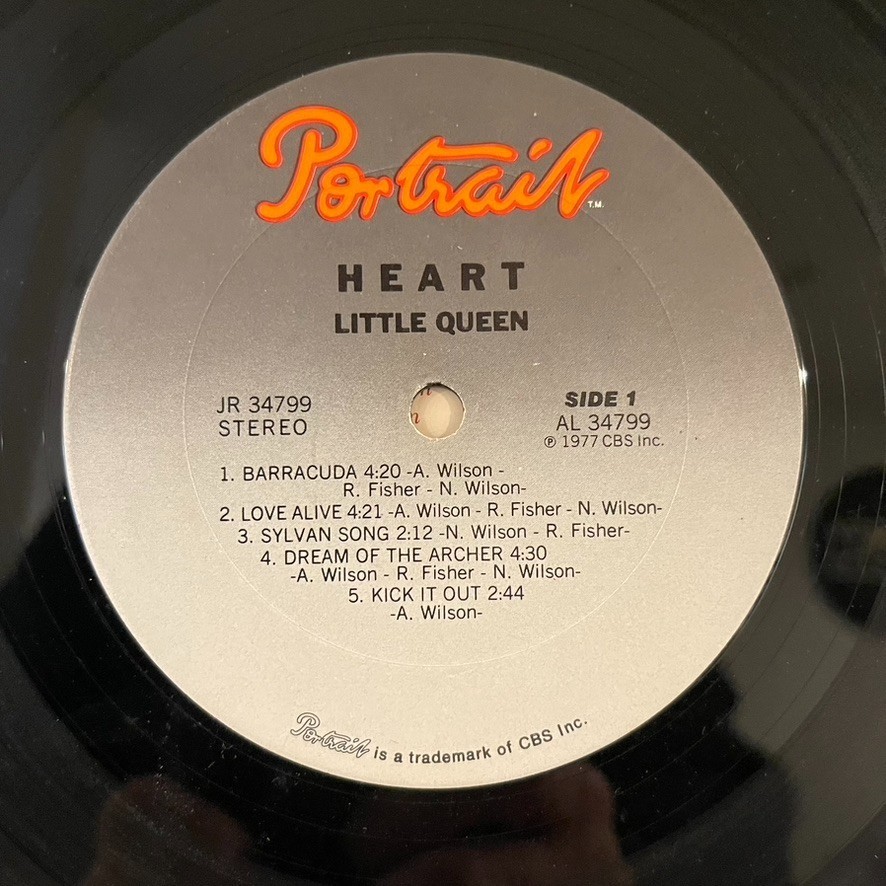 Portrait T.M.
HEART
LITTLE QUEEN
JR 34799
STEREO
SIDE 1
AL 34799
℗ 1977 CBS Inc.
1. BARRACUDA 4:20 -A. Wilson -
R. Fisher - N. Wilson-
2. LOVE ALIVE 4:21 -A. Wilson - R. Fisher - N. Wilson-
3. SYLVAN SONG 2:12 -N. Wilson - R. Fisher-
4. DREAM OF THE ARCHER 4:30
-A. Wilson - R. Fisher - N. Wilson-
5. KICK IT OUT 2:44
-A. Wilson-
Portrait is a trademark of CBS Inc.